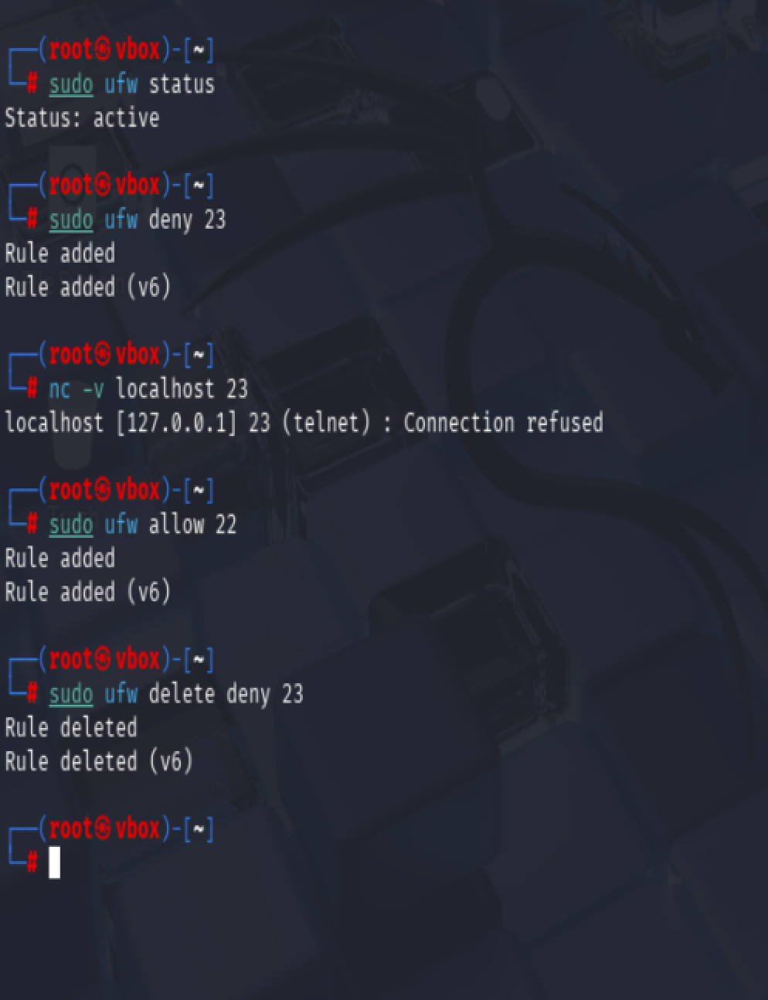 ┌──(root㉿vbox)-[~]
└─# sudo ufw status
Status: active
┌──(root㉿vbox)-[~]
└─# sudo ufw deny 23
Rule added
Rule added (v6)
┌──(root㉿vbox)-[~]
└─# nc -v localhost 23
localhost [127.0.0.1] 23 (telnet) : Connection refused
┌──(root㉿vbox)-[~]
└─# sudo ufw allow 22
Rule added
Rule added (v6)
┌──(root㉿vbox)-[~]
└─# sudo ufw delete deny 23
Rule deleted
Rule deleted (v6)
┌──(root㉿vbox)-[~]
└─#